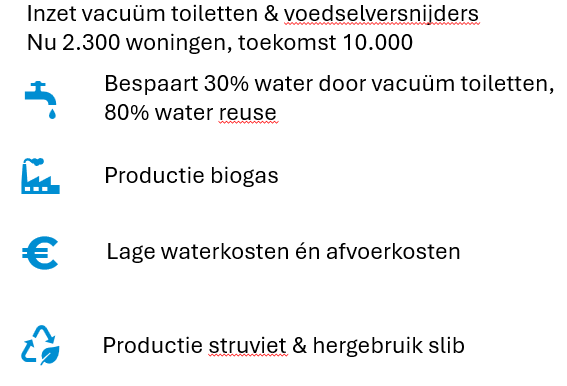 Inzet vacuüm toiletten & voedselversnijders
Nu 2.300 woningen, toekomst 10.000
Bespaart 30% water door vacuüm toiletten,
80% water reuse
Productie biogas
Lage waterkosten én afvoerkosten
Productie struviet & hergebruik slib